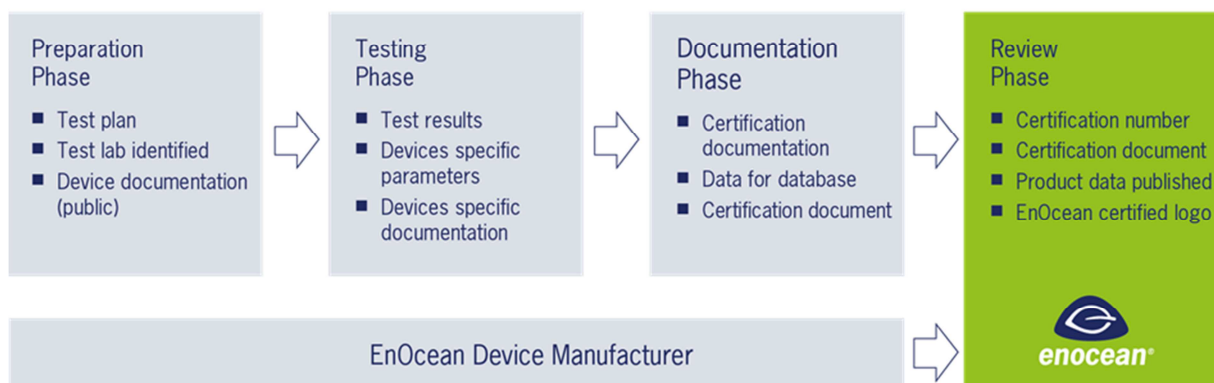 Preparation
Phase
Test plan
Test lab identified
Device documentation
(public)
Testing
Phase
Test results
Devices specific
parameters
Devices specific
documentation
Documentation
Phase
Certification
documentation
Data for database
Certification document
Review
Phase
Certification number
Certification document
Product data published
EnOcean certified logo
EnOcean Device Manufacturer
enocean®